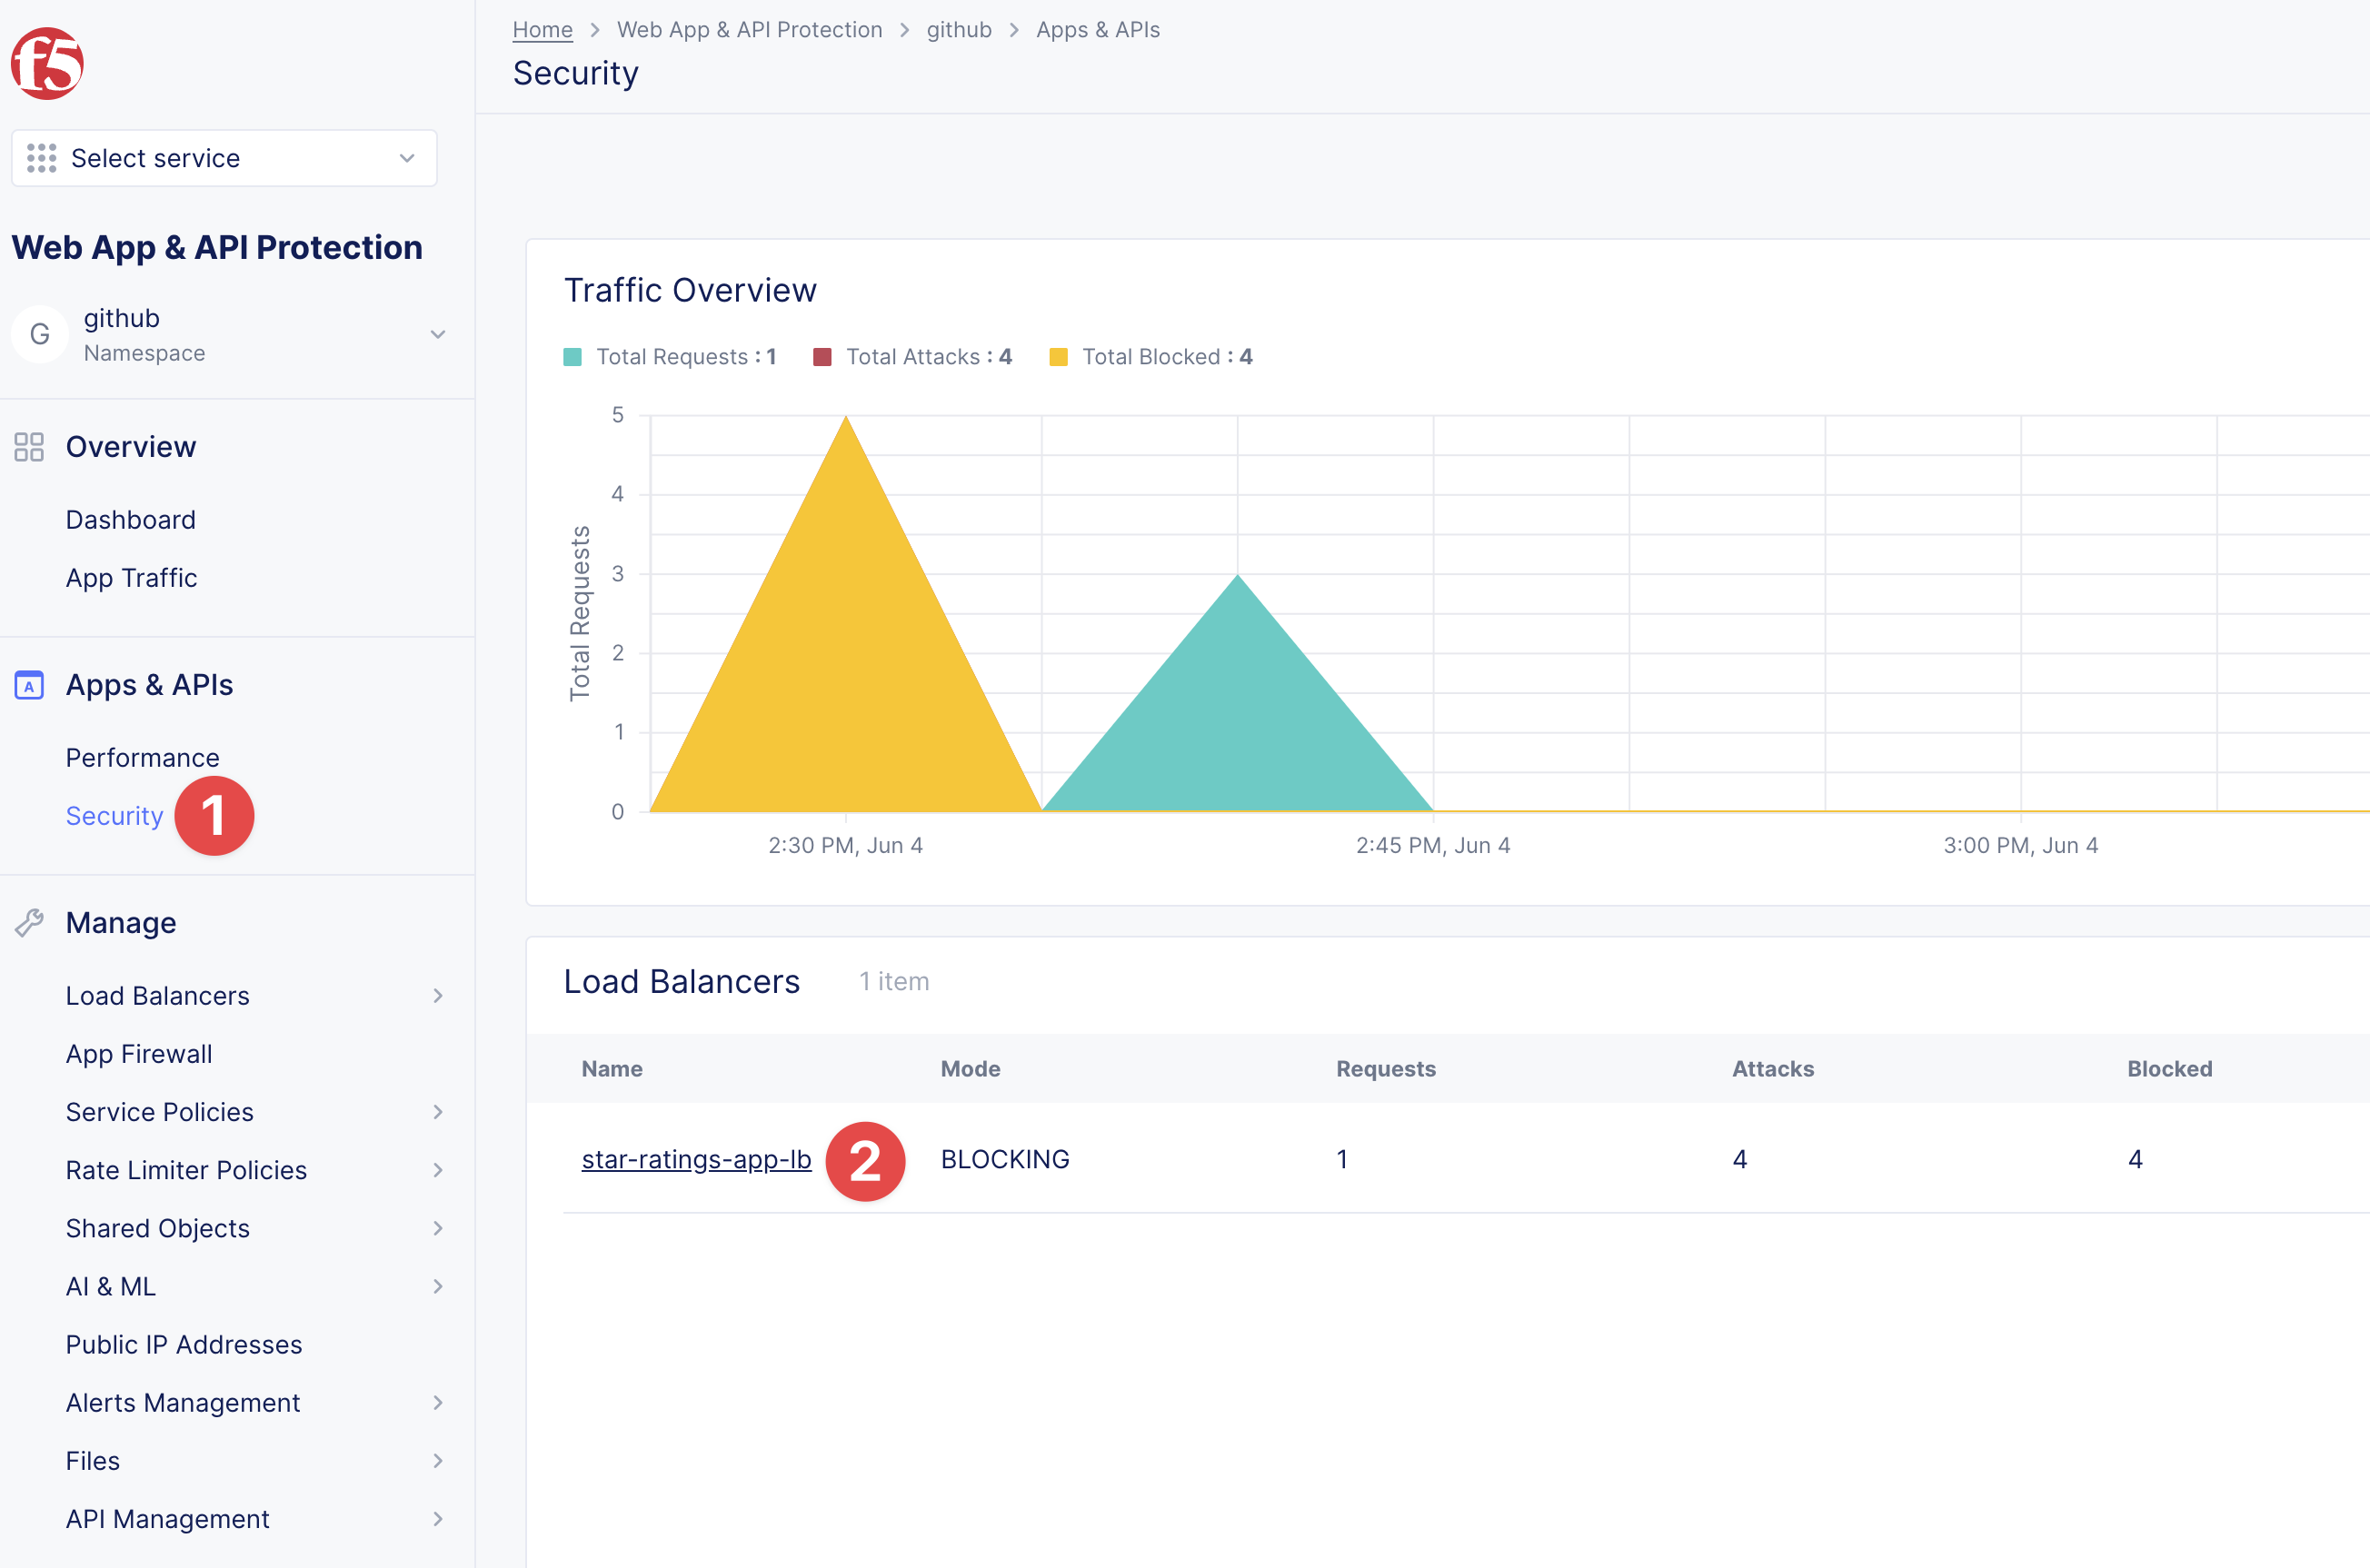 f5
Select service
Web App & API Protection
G
github
Namespace
Overview
Dashboard
App Traffic
A
Apps & APIs
Performance
Security
1
Manage
Load Balancers
App Firewall
Service Policies
Rate Limiter Policies
Shared Objects
AI & ML
Public IP Addresses
Alerts Management
Files
API Management
Home > Web App & API Protection > github > Apps & APIs
Security
Traffic Overview
Total Requests : 1 Total Attacks : 4 Total Blocked : 4
Total Requests
5
4
3
2
1
0
2:30 PM, Jun 4 2:45 PM, Jun 4 3:00 PM, Jun 4
Load Balancers 1 item
Name Mode Requests Attacks Blocked
star-ratings-app-lb 2 BLOCKING 1 4 4